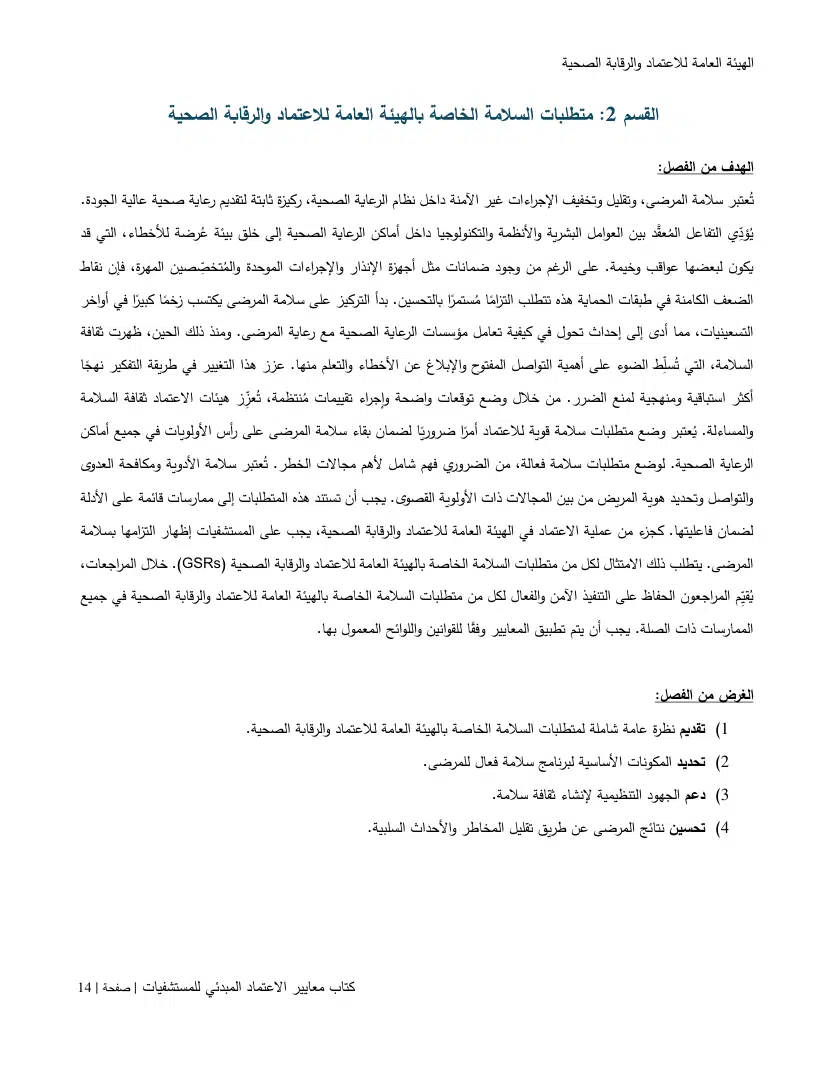 الهيئة العامة للاعتماد والرقابة الصحية
القسم 2: متطلبات السلامة الخاصة بالهيئة العامة للاعتماد والرقابة الصحية
الهدف من الفصل:
تُعتبر سلامة المرضى، وتقليل وتخفيف الإجراءات غير الآمنة داخل نظام الرعاية الصحية، ركيزة ثابتة لتقديم رعاية صحية عالية الجودة.
يُؤدِّي التفاعل المُعقَّد بين العوامل البشرية والأنظمة والتكنولوجيا داخل أماكن الرعاية الصحية إلى خلق بيئة عُرضة للأخطاء، التي قد
يكون لبعضها عواقب وخيمة. على الرغم من وجود ضمانات مثل أجهزة الإنذار والإجراءات الموحدة والمُتخصِّصين المهرة، فإن نقاط
الضعف الكامنة في طبقات الحماية هذه تتطلب التزامًا مُستمرًا بالتحسين. بدأ التركيز على سلامة المرضى يكتسب زخمًا كبيرًا في أواخر
التسعينيات، مما أدى إلى إحداث تحول في كيفية تعامل مؤسسات الرعاية الصحية مع رعاية المرضى. ومنذ ذلك الحين، ظهرت ثقافة
السلامة، التي تُسلِّط الضوء على أهمية التواصل المفتوح والإبلاغ عن الأخطاء والتعلم منها. عزز هذا التغيير في طريقة التفكير نهجًا
أكثر استباقية ومنهجية لمنع الضرر. من خلال وضع توقعات واضحة وإجراء تقييمات مُنتظمة، تُعزِّز هيئات الاعتماد ثقافة السلامة
والمساءلة. يُعتبر وضع متطلبات سلامة قوية للاعتماد أمرًا ضروريًا لضمان بقاء سلامة المرضى على رأس الأولويات في جميع أماكن
الرعاية الصحية. لوضع متطلبات سلامة فعالة، من الضروري فهم شامل لأهم مجالات الخطر. تُعتبر سلامة الأدوية ومكافحة العدوى
والتواصل وتحديد هوية المريض من بين المجالات ذات الأولوية القصوى. يجب أن تستند هذه المتطلبات إلى ممارسات قائمة على الأدلة
لضمان فاعليتها. كجزء من عملية الاعتماد في الهيئة العامة للاعتماد والرقابة الصحية، يجب على المستشفيات إظهار التزامها بسلامة
المرضى. يتطلب ذلك الامتثال لكل من متطلبات السلامة الخاصة بالهيئة العامة للاعتماد والرقابة الصحية (GSRs). خلال المراجعات،
يُقيِّم المراجعون الحفاظ على التنفيذ الآمن والفعال لكل من متطلبات السلامة الخاصة بالهيئة العامة للاعتماد والرقابة الصحية في جميع
الممارسات ذات الصلة. يجب أن يتم تطبيق المعايير وفقًا للقوانين واللوائح المعمول بها.
الغرض من الفصل:
1) تقديم نظرة عامة شاملة لمتطلبات السلامة الخاصة بالهيئة العامة للاعتماد والرقابة الصحية.
2) تحديد المكونات الأساسية لبرنامج سلامة فعال للمرضى.
3) دعم الجهود التنظيمية لإنشاء ثقافة سلامة.
4) تحسين نتائج المرضى عن طريق تقليل المخاطر والأحداث السلبية.
كتاب معايير الاعتماد المبدئي للمستشفيات | صفحة | 14